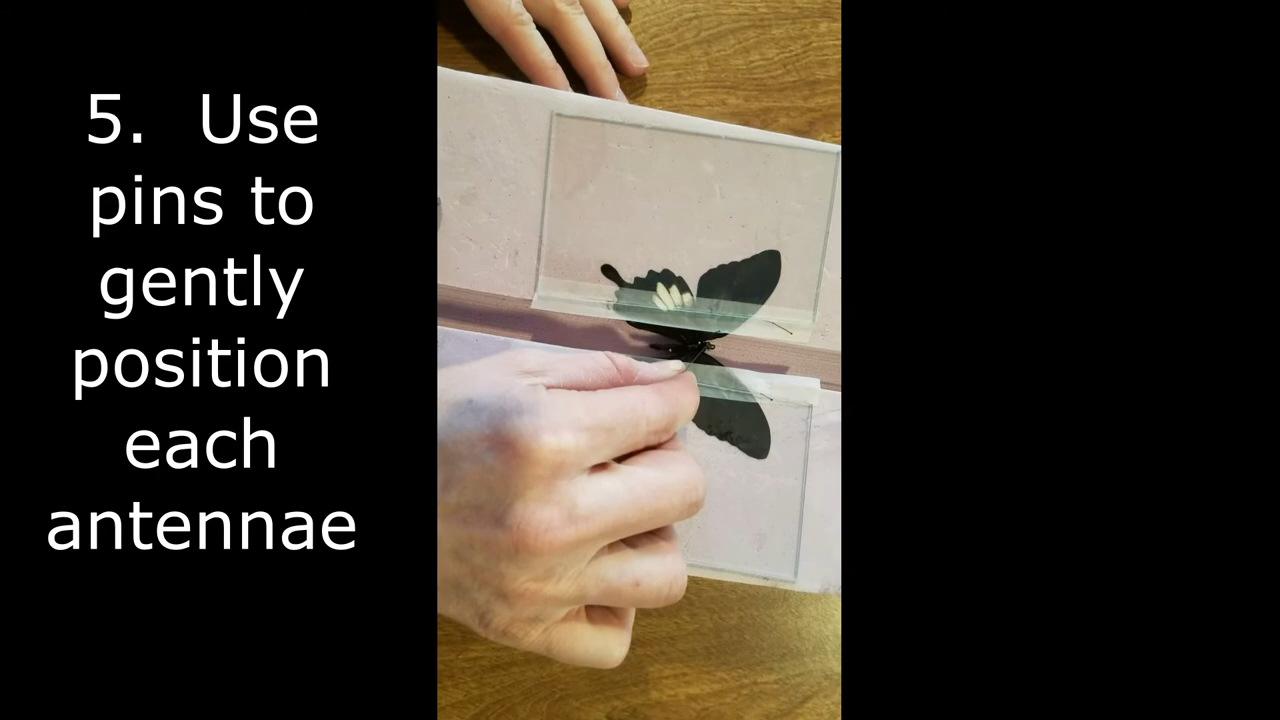 5. Use
pins to
gently
position
each
antennae